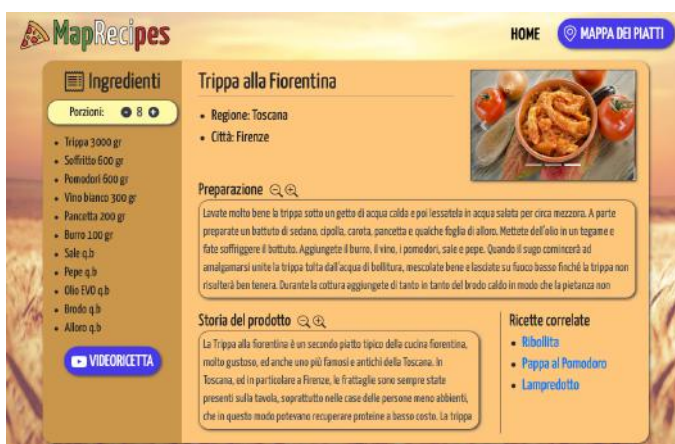 MapRecipes
HOME
MAPPA DEI PIATTI
Ingredienti
Porzioni: 8
Trippa 3000 gr
Soffritto 600 gr
Pomodori 600 gr
Vino bianco 300 gr
Pancetta 200 gr
Burro 100 gr
Sale q.b
Pepe q.b
Olio EVO q.b
Brodo q.b
Alloro q.b
VIDEORICETTA
Trippa alla Fiorentina
Regione: Toscana
Città: Firenze
Preparazione
Lavate molto bene la trippa sotto un getto di acqua calda e poi lessatela in acqua salata per circa mezzora. A parte
preparate un battuto di sedano, cipolla, carota, pancetta e qualche foglia di alloro. Mettete dell'olio in un tegame e
fate soffriggere il battuto. Aggiungete il burro, il vino, i pomodori, sale e pepe. Quando il sugo comincerà ad
amalgamarsi unite la trippa tolta dall'acqua di bollitura, mescolate bene e lasciate su fuoco basso finché la trippa non
risulterà ben tenera. Durante la cottura aggiungete di tanto in tanto del brodo caldo in modo che la pietanza non
Storia del prodotto
La Trippa alla fiorentina è un secondo piatto tipico della cucina fiorentina,
molto gustoso, ed anche uno più famosi e antichi della Toscana. In
Toscana, ed in particolare a Firenze, le frattaglie sono sempre state
presenti sulla tavola, soprattutto nelle case delle persone meno abbienti,
che in questo modo potevano recuperare proteine a basso costo. La trippa
Ricette correlate
Ribollita
Pappa al Pomodoro
Lampredotto